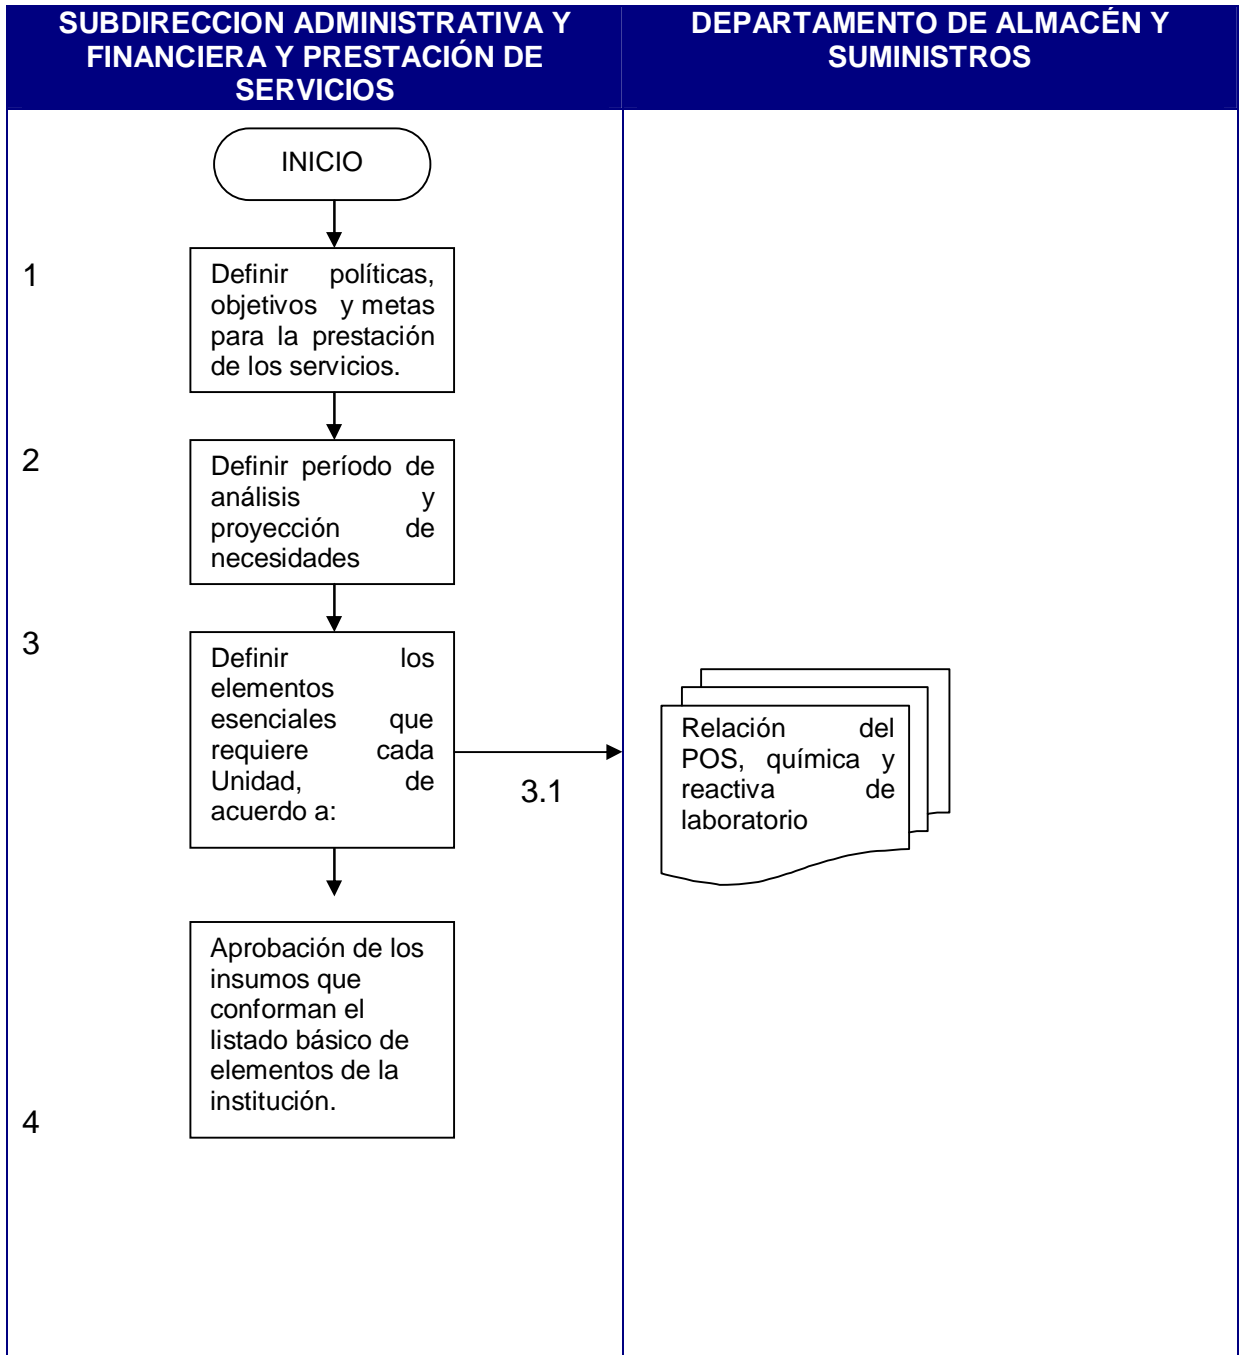 SUBDIRECCION ADMINISTRATIVA Y
FINANCIERA Y PRESTACIÓN DE
SERVICIOS
DEPARTAMENTO DE ALMACÉN Y
SUMINISTROS
INICIO
1
Definir políticas,
objetivos y metas
para la prestación
de los servicios.
2
Definir período de
análisis y
proyección de
necesidades
3
Definir los
elementos
esenciales que
requiere cada
Unidad, de
acuerdo a:
3.1
Relación del
POS, química y
reactiva de
laboratorio
Aprobación de los
insumos que
conforman el
listado básico de
elementos de la
institución.
4